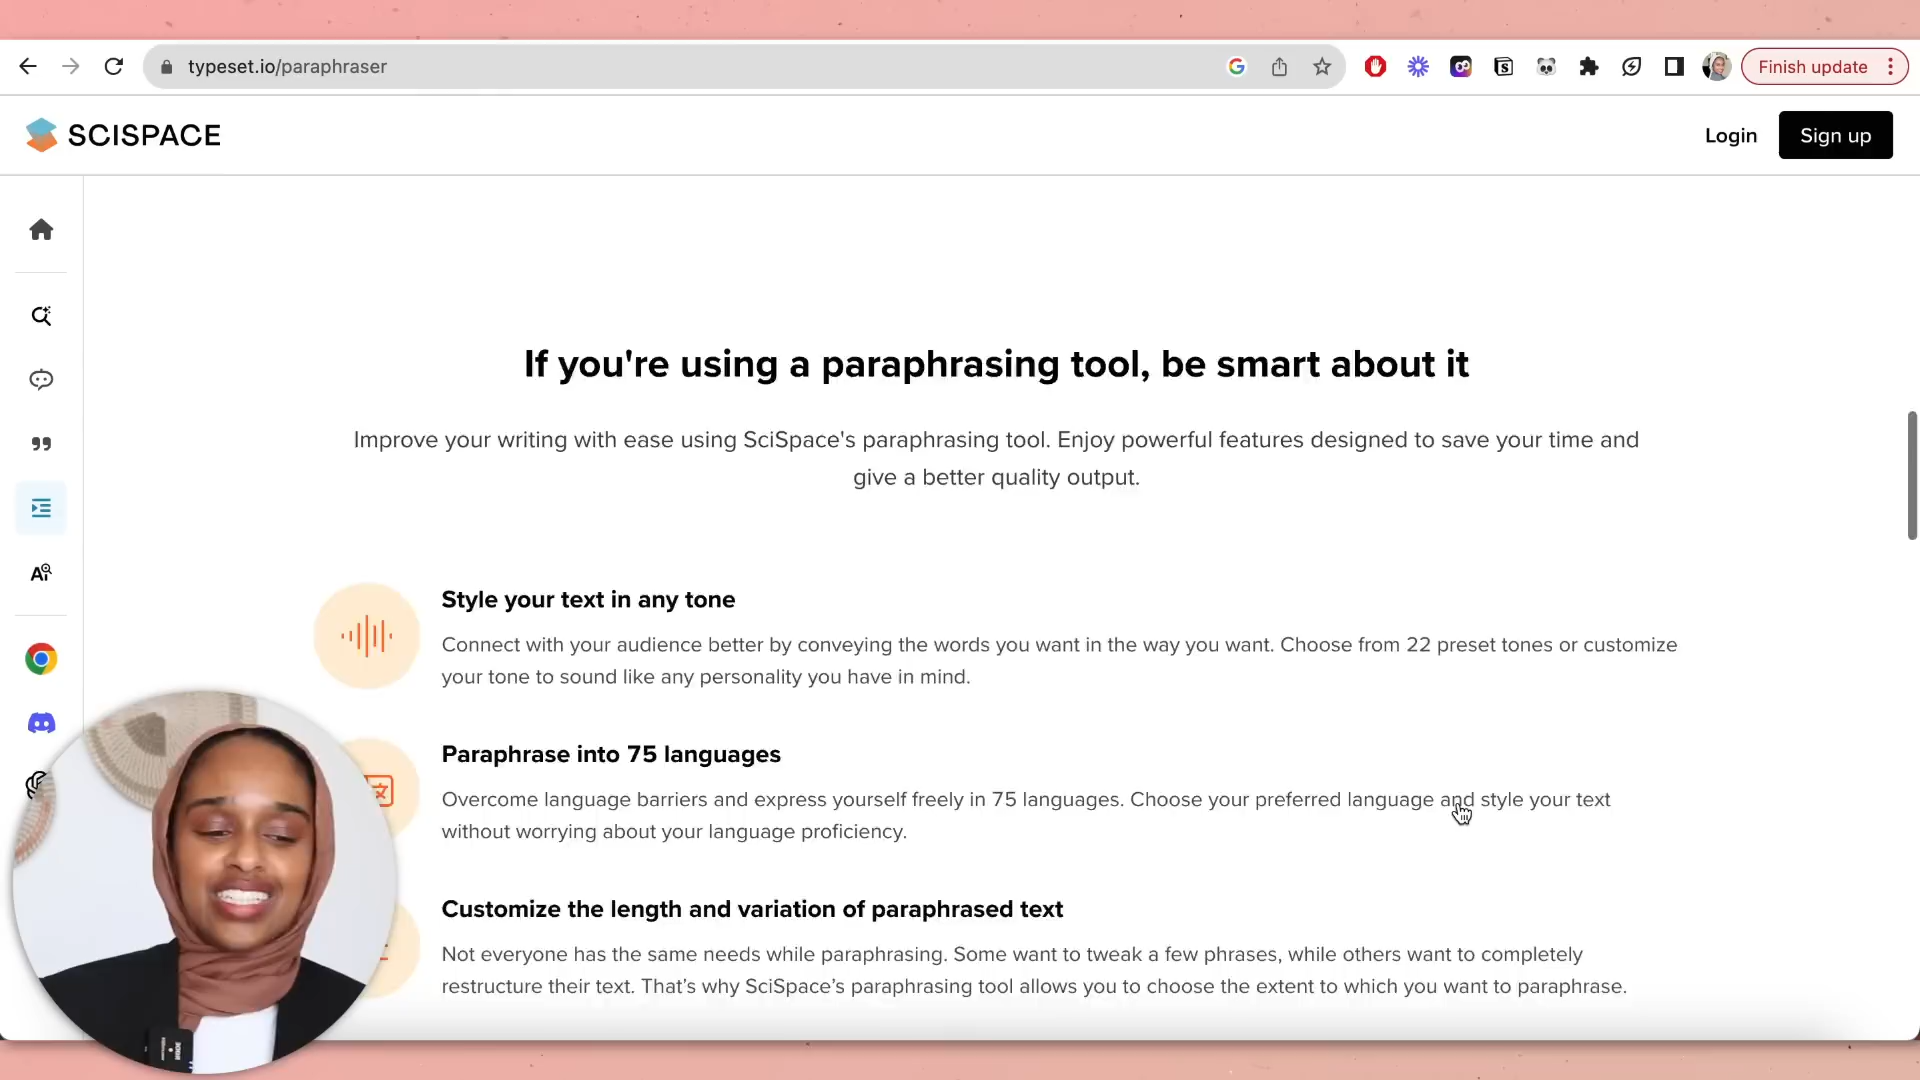 typeset.io/paraphraser
Finish update
SCISPACE
Login
Sign up
If you're using a paraphrasing tool, be smart about it
Improve your writing with ease using SciSpace's paraphrasing tool. Enjoy powerful features designed to save your time and
give a better quality output.
Style your text in any tone
Connect with your audience better by conveying the words you want in the way you want. Choose from 22 preset tones or customize
your tone to sound like any personality you have in mind.
Paraphrase into 75 languages
Overcome language barriers and express yourself freely in 75 languages. Choose your preferred language and style your text
without worrying about your language proficiency.
Customize the length and variation of paraphrased text
Not everyone has the same needs while paraphrasing. Some want to tweak a few phrases, while others want to completely
restructure their text. That’s why SciSpace’s paraphrasing tool allows you to choose the extent to which you want to paraphrase.